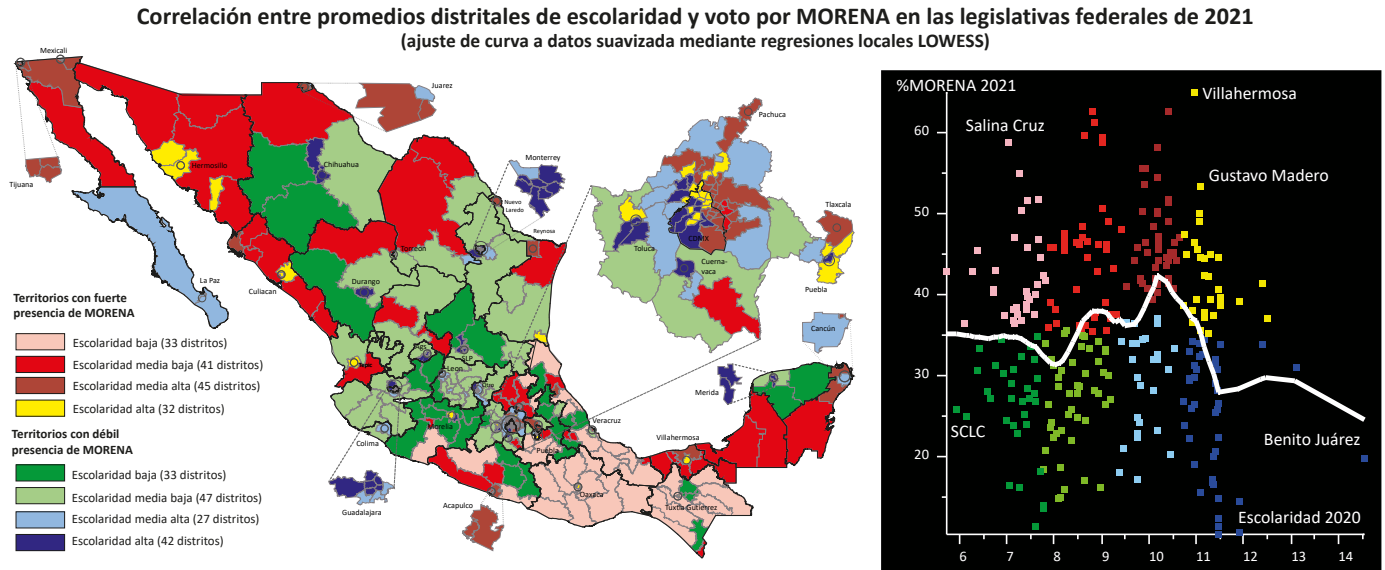 Correlación entre promedios distritales de escolaridad y voto por MORENA en las legislativas federales de 2021
(ajuste de curva a datos suavizada mediante regresiones locales LOWESS)
Mexicali
Tijuana
Hermosillo
Chihuahua
Juarez
Monterrey
Nuevo
Laredo
Reynosa
Torreón
La Paz
Culiacan
Durango
SLP
Leon
Morelia
Colima
Guadalajara
Acapulco
Puebla
Oaxaca
Veracruz
Villahermosa
Tuxtla Gutiérrez
Merida
Cancún
Pachuca
Tlaxcala
Puebla
Toluca
CDMX
Cuerna-
vaca
Territorios con fuerte
presencia de MORENA
Escolaridad baja (33 distritos)
Escolaridad media baja (41 distritos)
Escolaridad media alta (45 distritos)
Escolaridad alta (32 distritos)
Territorios con débil
presencia de MORENA
Escolaridad baja (33 distritos)
Escolaridad media baja (47 distritos)
Escolaridad media alta (27 distritos)
Escolaridad alta (42 distritos)
%MORENA 2021
Villahermosa
Salina Cruz
Gustavo Madero
SCLC
Benito Juárez
Escolaridad 2020
60
50
40
30
20
6 7 8 9 10 11 12 13 14